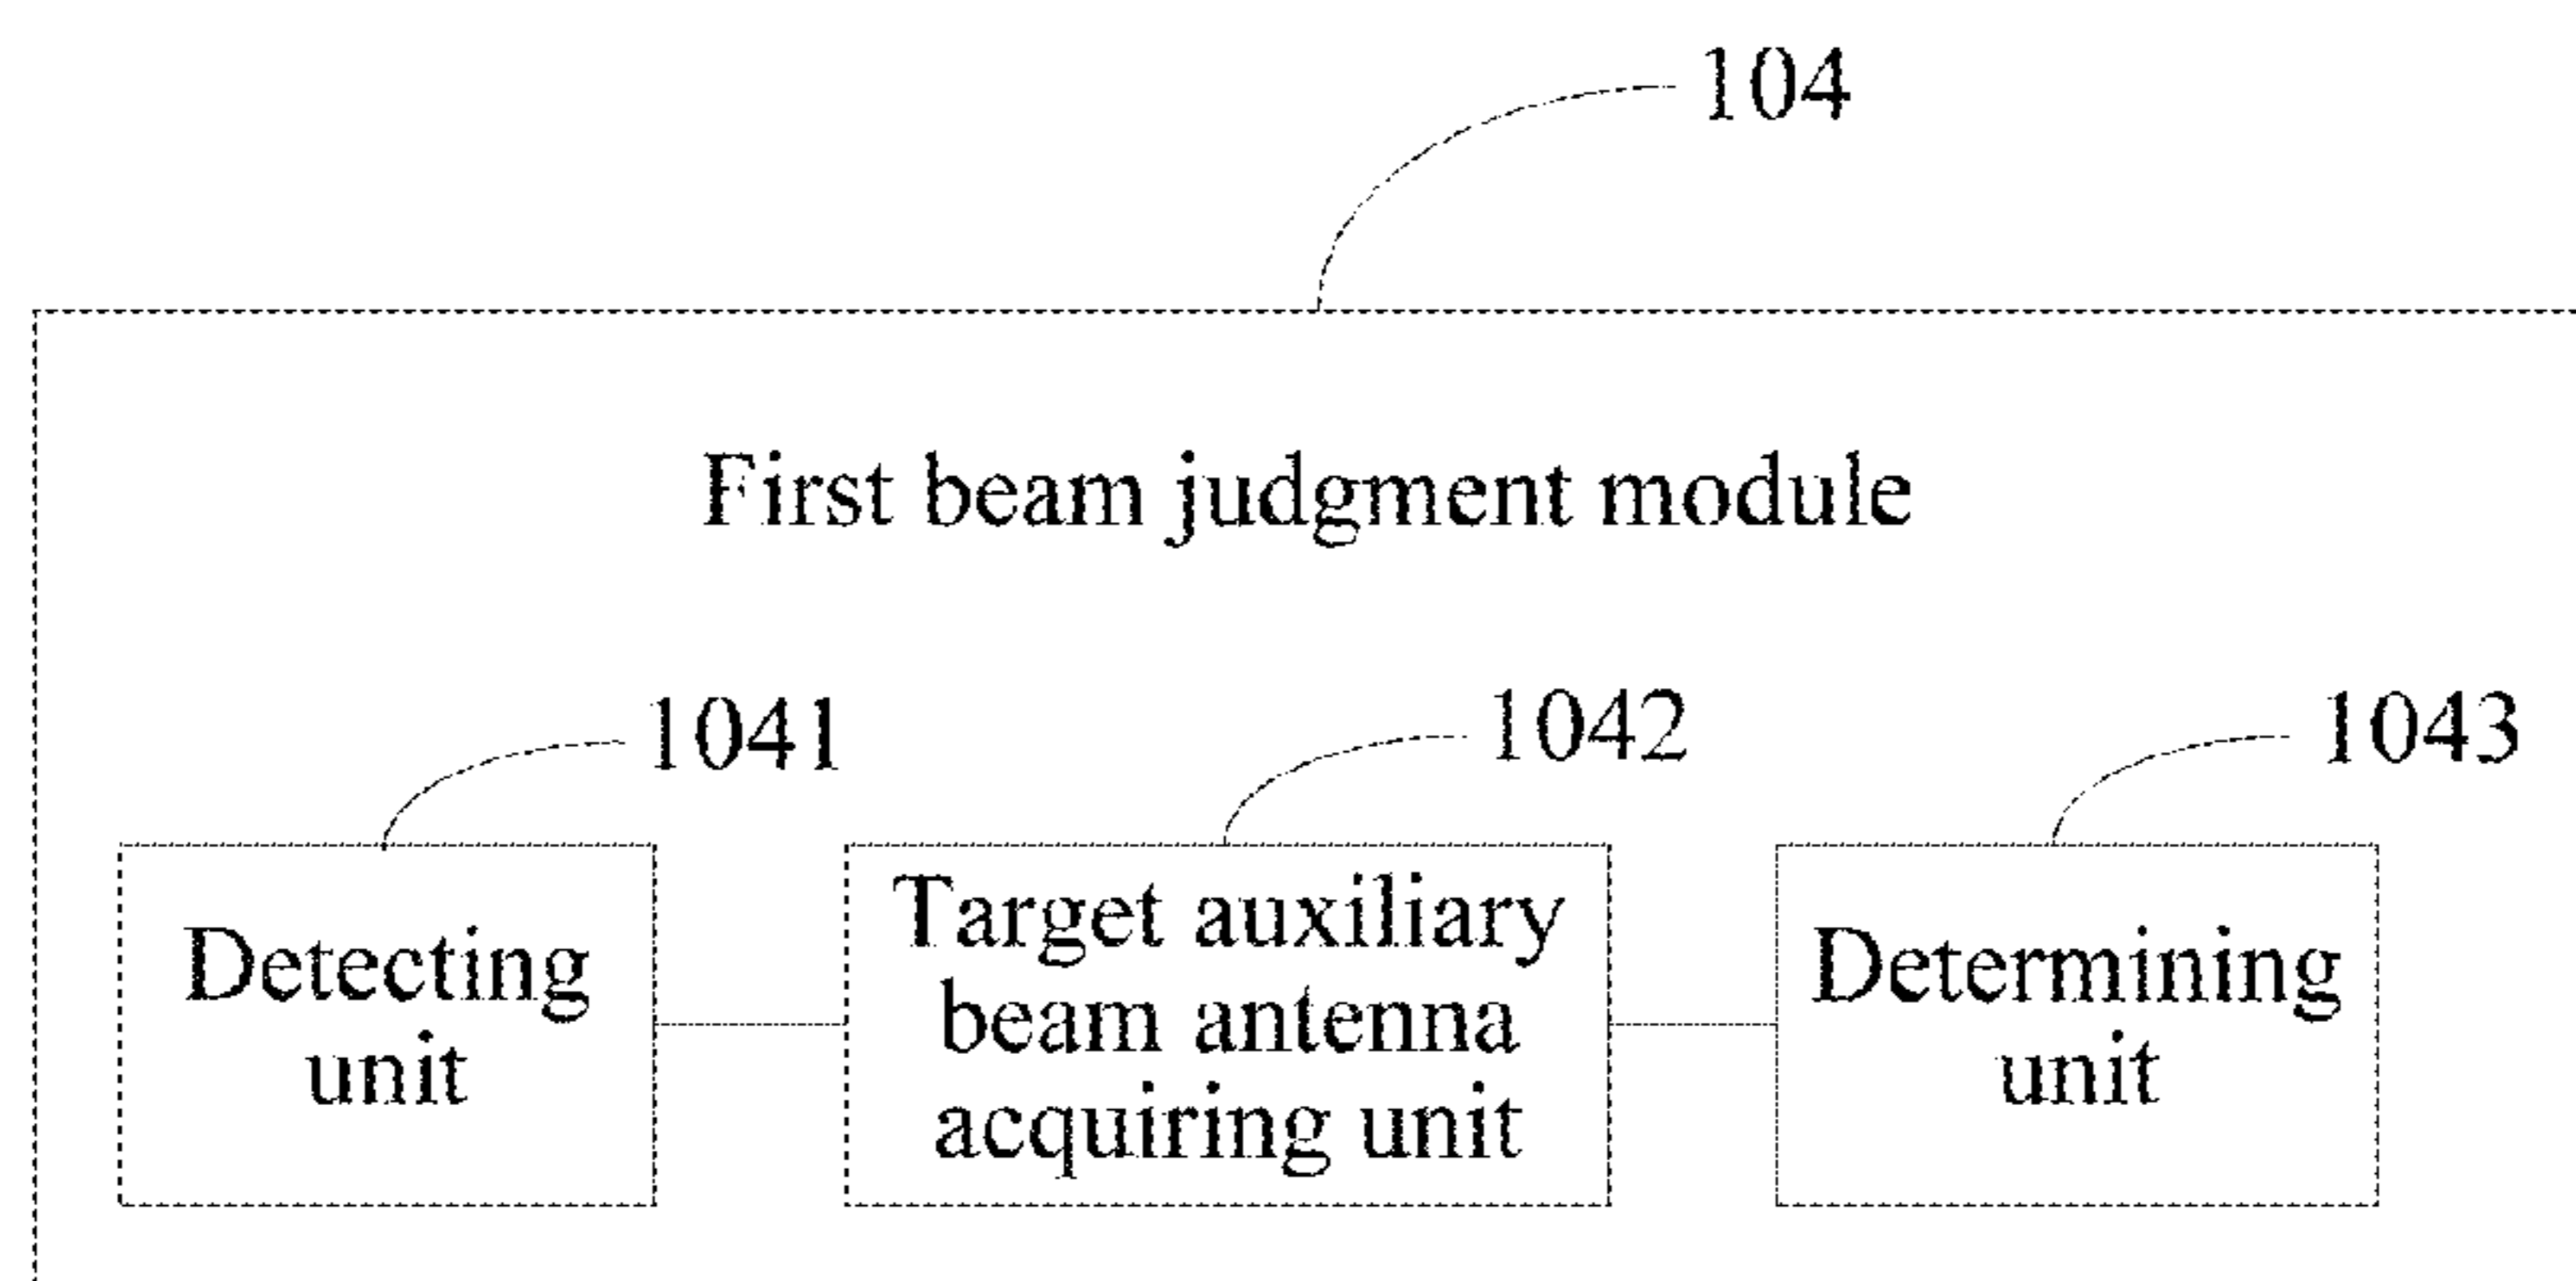 104
First beam judgment module
1041
1042
1043
Detecting
unit
Target auxiliary
beam antenna
acquiring unit
Determining
unit